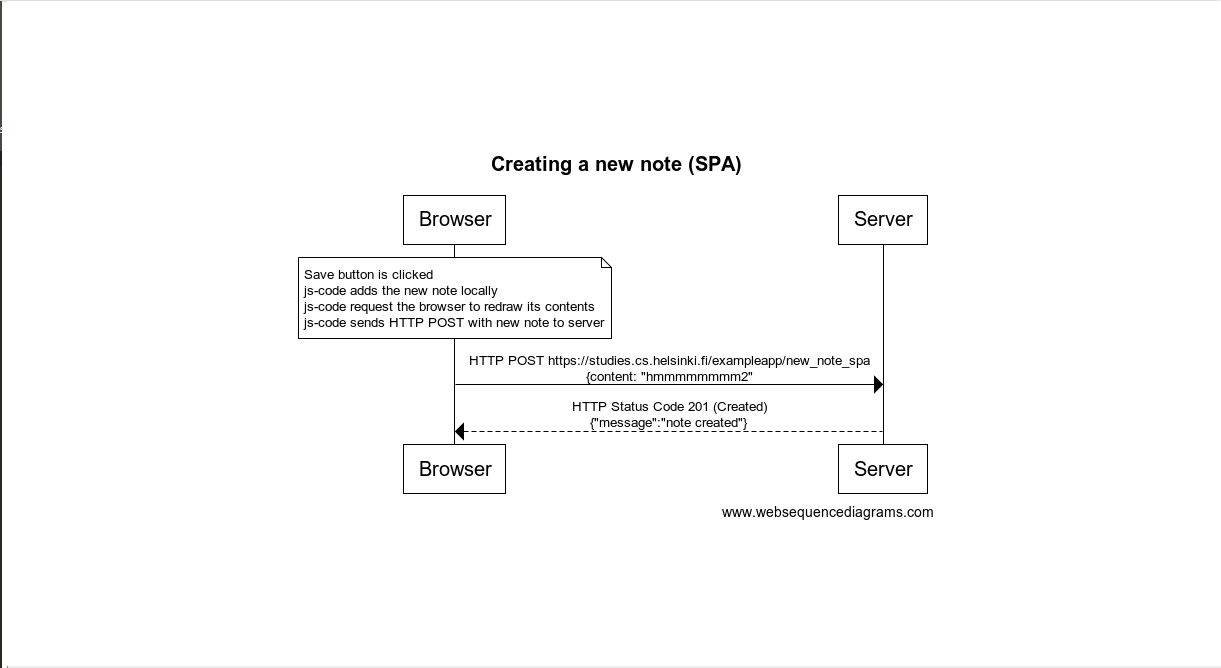 Creating a new note (SPA)
Browser
Server
Save button is clicked
js-code adds the new note locally
js-code request the browser to redraw its contents
js-code sends HTTP POST with new note to server
HTTP POST https://studies.cs.helsinki.fi/exampleapp/new_note_spa
{content: "hmmmmmmmm2"
HTTP Status Code 201 (Created)
{"message":"note created"}
Browser
Server
www.websequencediagrams.com